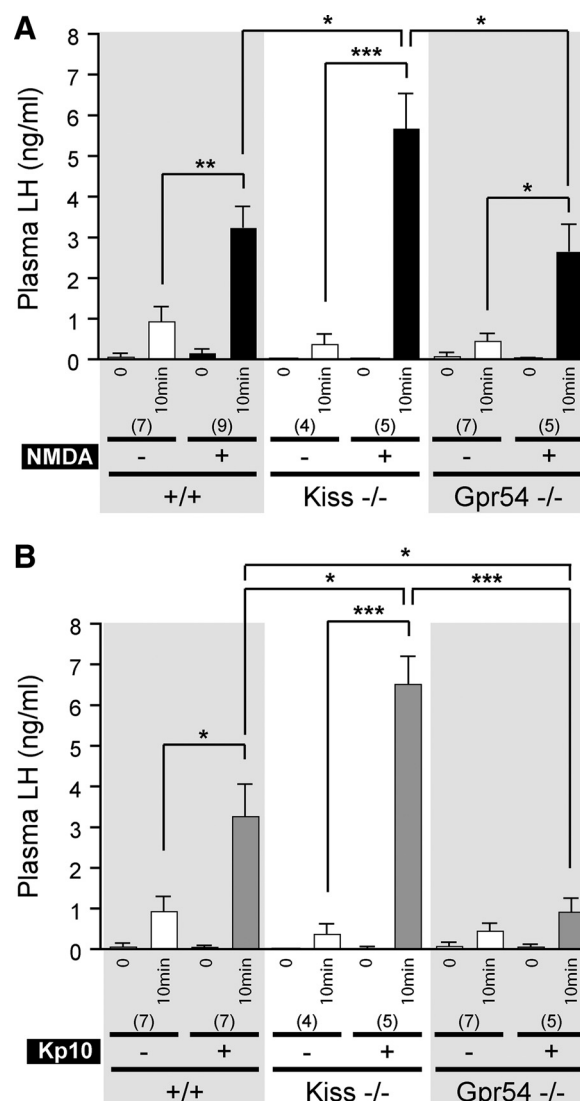 A
Plasma LH (ng/ml)
8
7
6
5
4
3
2
1
0
* *
***
**
*
0 10min 0 10min 0 10min 0 10min 0 10min 0 10min
(7) (9) (4) (5) (7) (5)
NMDA - + - + - +
+/+ Kiss -/- Gpr54 -/-
B
Plasma LH (ng/ml)
8
7
6
5
4
3
2
1
0
*
* ***
***
*
0 10min 0 10min 0 10min 0 10min 0 10min 0 10min
(7) (7) (4) (5) (7) (5)
Kp10 - + - + - +
+/+ Kiss -/- Gpr54 -/-